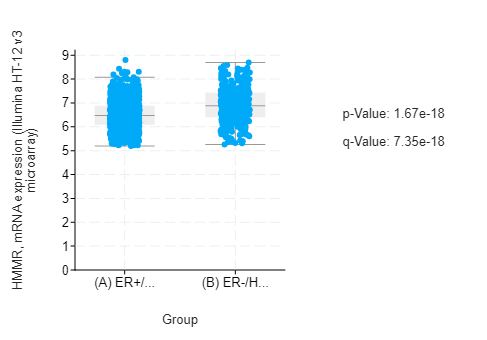 HMMR, mRNA expression (Illumina HT-12 v3
microarray)
9
8
7
6
5
4
3
2
1
0
(A) ER+/...
(B) ER-/H...
Group
p-Value: 1.67e-18
q-Value: 7.35e-18